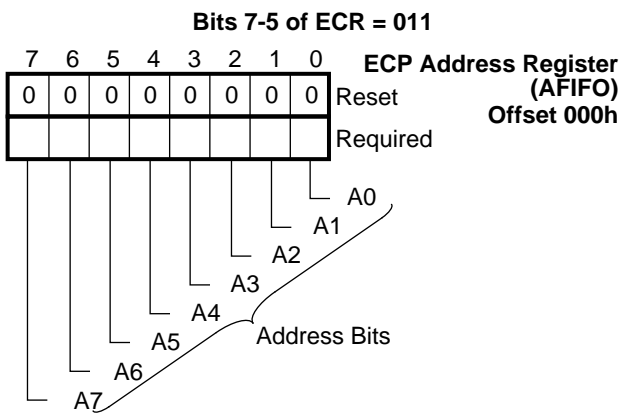 Bits 7-5 of ECR = 011
7 6 5 4 3 2 1 0
ECP Address Register
(AFIFO)
Offset 000h
0 0 0 0 0 0 0 0 Reset
Required
A0
A1
A2
A3
A4
A5
A6
A7
Address Bits